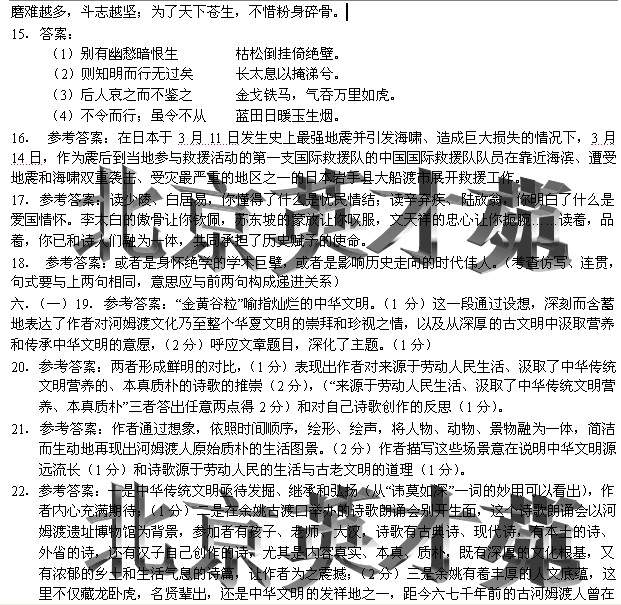 磨难越多，斗志越坚；为了天下苍生，不惜粉身碎骨。
15. 答案：
（1）别有幽愁暗恨生 枯松倒挂倚绝壁。
（2）则知明而行无过矣 长太息以掩涕兮。
（3）后人哀之而不鉴之 金戈铁马，气吞万里如虎。
（4）不令而行；虽令不从 蓝田日暖玉生烟。
16. 参考答案：在日本于 3 月 11 日发生史上最强地震并引发海啸、造成巨大损失的情况下，3 月
14 日，作为震后到当地参与救援活动的第一支国际救援队的中国国际救援队队员在靠近海滨、遭受
地震和海啸双重袭击、受灾最严重的地区之一的日本岩手县大船渡市展开救援工作。
17. 参考答案：读少陵、白居易，你懂得了什么是忧民情结；读辛弃疾、陆放翁，你明白了什么是
爱国情怀。李太白的傲骨让你钦佩，苏东坡的豪放让你叹服，文天祥的忠心让你扼腕……读着，品
着，你已和诗人们融为一体，共同承担了历史赋予的使命。
18. 参考答案：或者是身怀绝学的学术巨擘，或者是影响历史走向的时代佳人。（考查仿写、连贯，
句式要与上两句相同，意思应与前两句构成递进关系）
六．（一）19. 参考答案：“金黄谷粒”喻指灿烂的中华文明。（1 分）这一段通过设想，深刻而含蓄
地表达了作者对河姆渡文化乃至整个华夏文明的崇拜和珍视之情，以及从深厚的古文明中汲取营养
和传承中华文明的意愿，（2 分）呼应文章题目，深化了主题。（1 分）
20. 参考答案：两者形成鲜明的对比，（1 分）表现出作者对来源于劳动人民生活、汲取了中华传统
文明营养的、本真质朴的诗歌的推崇（2 分），（“来源于劳动人民生活、汲取了中华传统文明营
养、本真质朴”三者答出任意两点得 2 分）和对自己诗歌创作的反思（1 分）。
21. 参考答案：作者通过想象，依照时间顺序，绘形、绘声，将人物、动物、景物融为一体，简洁
而生动地再现出河姆渡人原始质朴的生活图景。（2 分）作者描写这些场景意在说明中华文明源
远流长（1 分）和诗歌源于劳动人民的生活与古老文明的道理（1 分）。
22. 参考答案：一是中华传统文明亟待发掘、继承和弘扬（从“讳莫如深”一词的妙用可以看出），作
者内心充满期待；（1 分）二是在余姚古渡口举办的诗歌朗诵会别开生面，这个诗歌朗诵会以河
姆渡遗址博物馆为背景，参加者有孩子、老师、大汉，诗歌有古典诗、现代诗，有本土的诗、
外省的诗，还有汉子自己创作的诗，尤其是内容真实、本真、质朴，既有深厚的文化根基，又
有浓郁的乡土和生活气息的诗篇，让作者为之震撼；（2 分）三是余姚有着丰厚的人文底蕴，这
里不仅藏龙卧虎，名贤辈出，还是中华文明的发祥地之一，距今六七千年前的古河姆渡人曾在
北京英才苑
北京英才苑